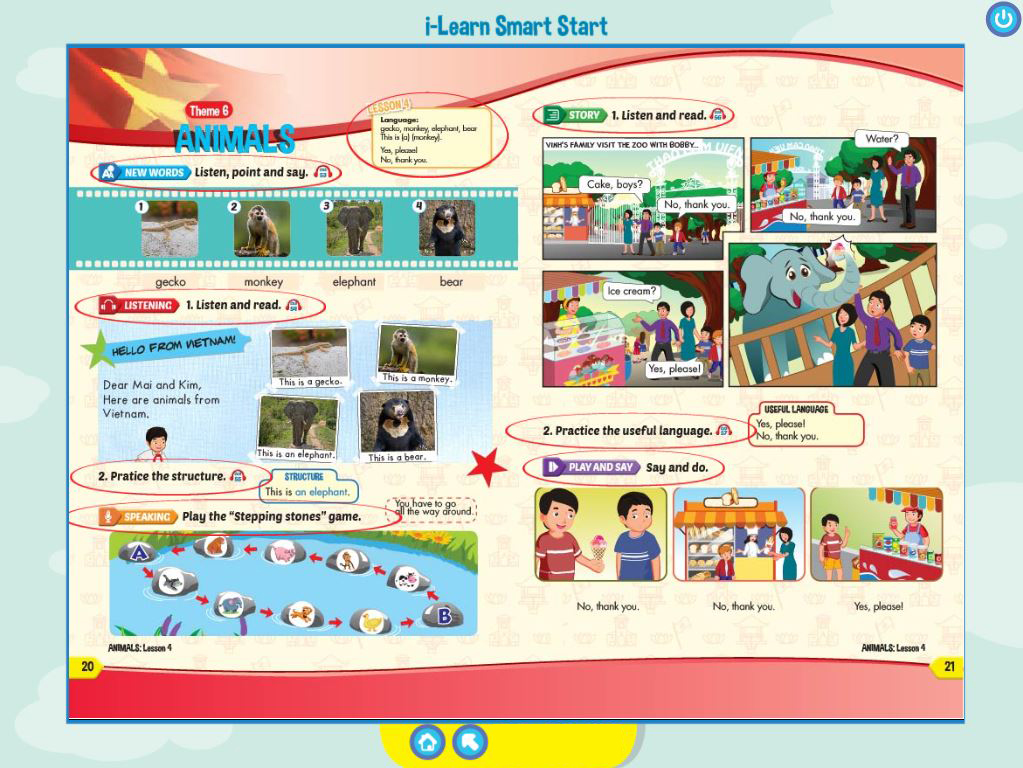 i-Learn Smart Start
Theme 6
ANIMALS
LESSON 4
Language:
gecko, monkey, elephant, bear
This is (a) (monkey).
Yes, please!
No, thank you.
NEW WORDS Listen, point and say.
1 2 3 4
gecko monkey elephant bear
LISTENING 1. Listen and read.
HELLO FROM VIETNAM!
Dear Mai and Kim,
Here are animals from
Vietnam.
This is a gecko.
This is a monkey.
This is an elephant.
This is a bear.
2. Pratice the structure.
STRUCTURE
This is an elephant.
SPEAKING Play the “Stepping stones” game.
You have to go
all the way around.
A
B
ANIMALS: Lesson 4
20
STORY 1. Listen and read.
VINH'S FAMILY VISIT THE ZOO WITH BOBBY...
Cake, boys?
No, thank you.
Water?
No, thank you.
Ice cream?
Yes, please!
2. Practice the useful language.
USEFUL LANGUAGE
Yes, please!
No, thank you.
PLAY AND SAY Say and do.
No, thank you. No, thank you. Yes, please!
ANIMALS: Lesson 4
21